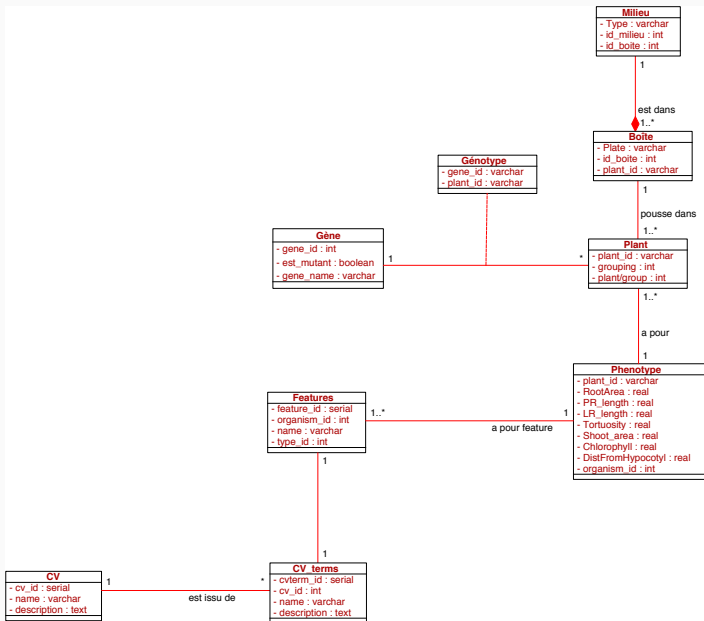 Milieu
- Type : varchar
- id_milieu : int
- id_boite : int
1
est dans
1..*
Boîte
- Plate : varchar
- id_boite : int
- plant_id : varchar
1
pousse dans
1..*
Génotype
- gene_id : varchar
- plant_id : varchar
Gène
- gene_id : int
- est_mutant : boolean
- gene_name : varchar
1
*
Plant
- plant_id : varchar
- grouping : int
- plant/group : int
1..*
a pour
1
Phenotype
- plant_id : varchar
- RootArea : real
- PR_length : real
- LR_length : real
- Tortuosity : real
- Shoot_area : real
- Chlorophyll : real
- DistFromHypocotyl : real
- organism_id : int
Features
- feature_id : serial
- organism_id : int
- name : varchar
- type_id : int
1..*
1
a pour feature
1
1
CV
- cv_id : serial
- name : varchar
- description : text
1
*
est issu de
CV_terms
- cvterm_id : serial
- cv_id : int
- name : varchar
- description : text